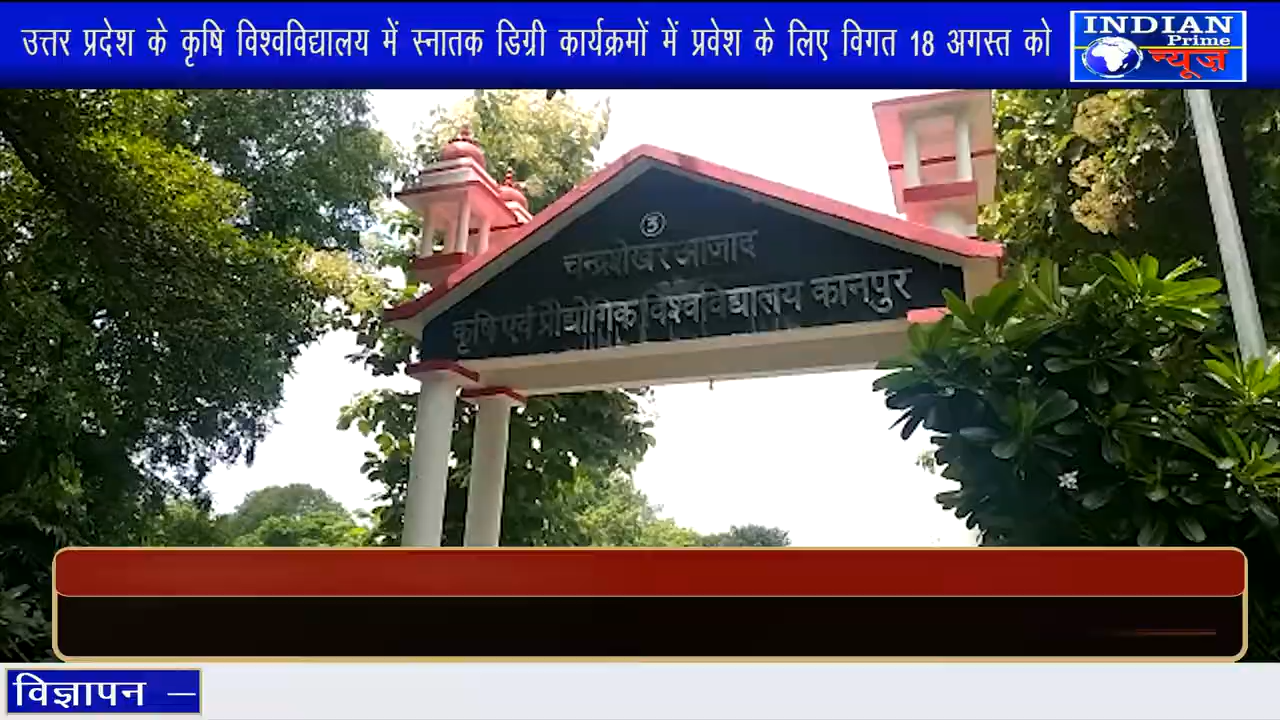 उत्तर प्रदेश के कृषि विश्वविद्यालय में स्नातक डिग्री कार्यक्रमों में प्रवेश के लिए विगत 18 अगस्त को
INDIAN
Prime
न्यूज़
3
चन्द्रशेखर आजाद
कृषि एवं प्रौद्योगिक विश्वविद्यालय कानपुर
विज्ञापन —